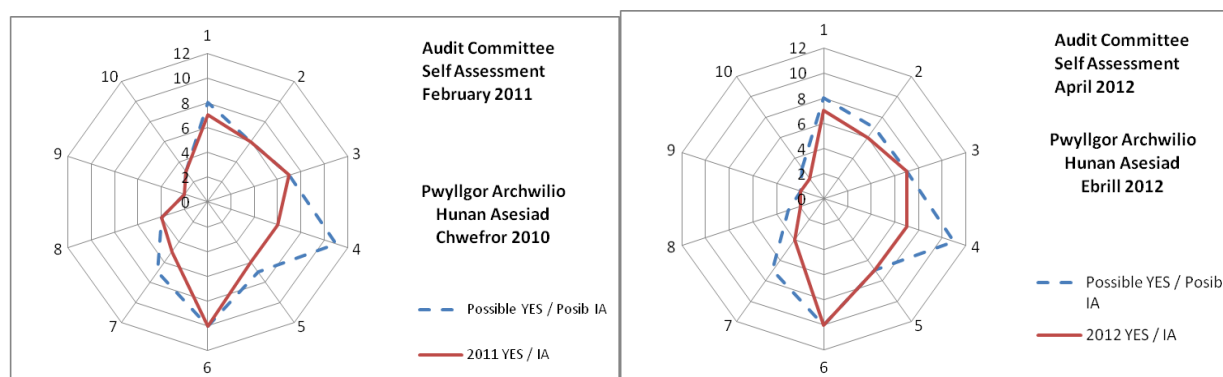 1
12
10
8
6
4
2
0
2
3
4
5
6
7
8
9
10
Audit Committee
Self Assessment
February 2011
Pwyllgor Archwilio
Hunan Asesiad
Chwefror 2010
Possible YES / Posib IA
2011 YES / IA
1
12
10
8
6
4
2
0
2
3
4
5
6
7
8
9
10
Audit Committee
Self Assessment
April 2012
Pwyllgor Archwilio
Hunan Asesiad
Ebrill 2012
Possible YES / Posib
IA
2012 YES / IA